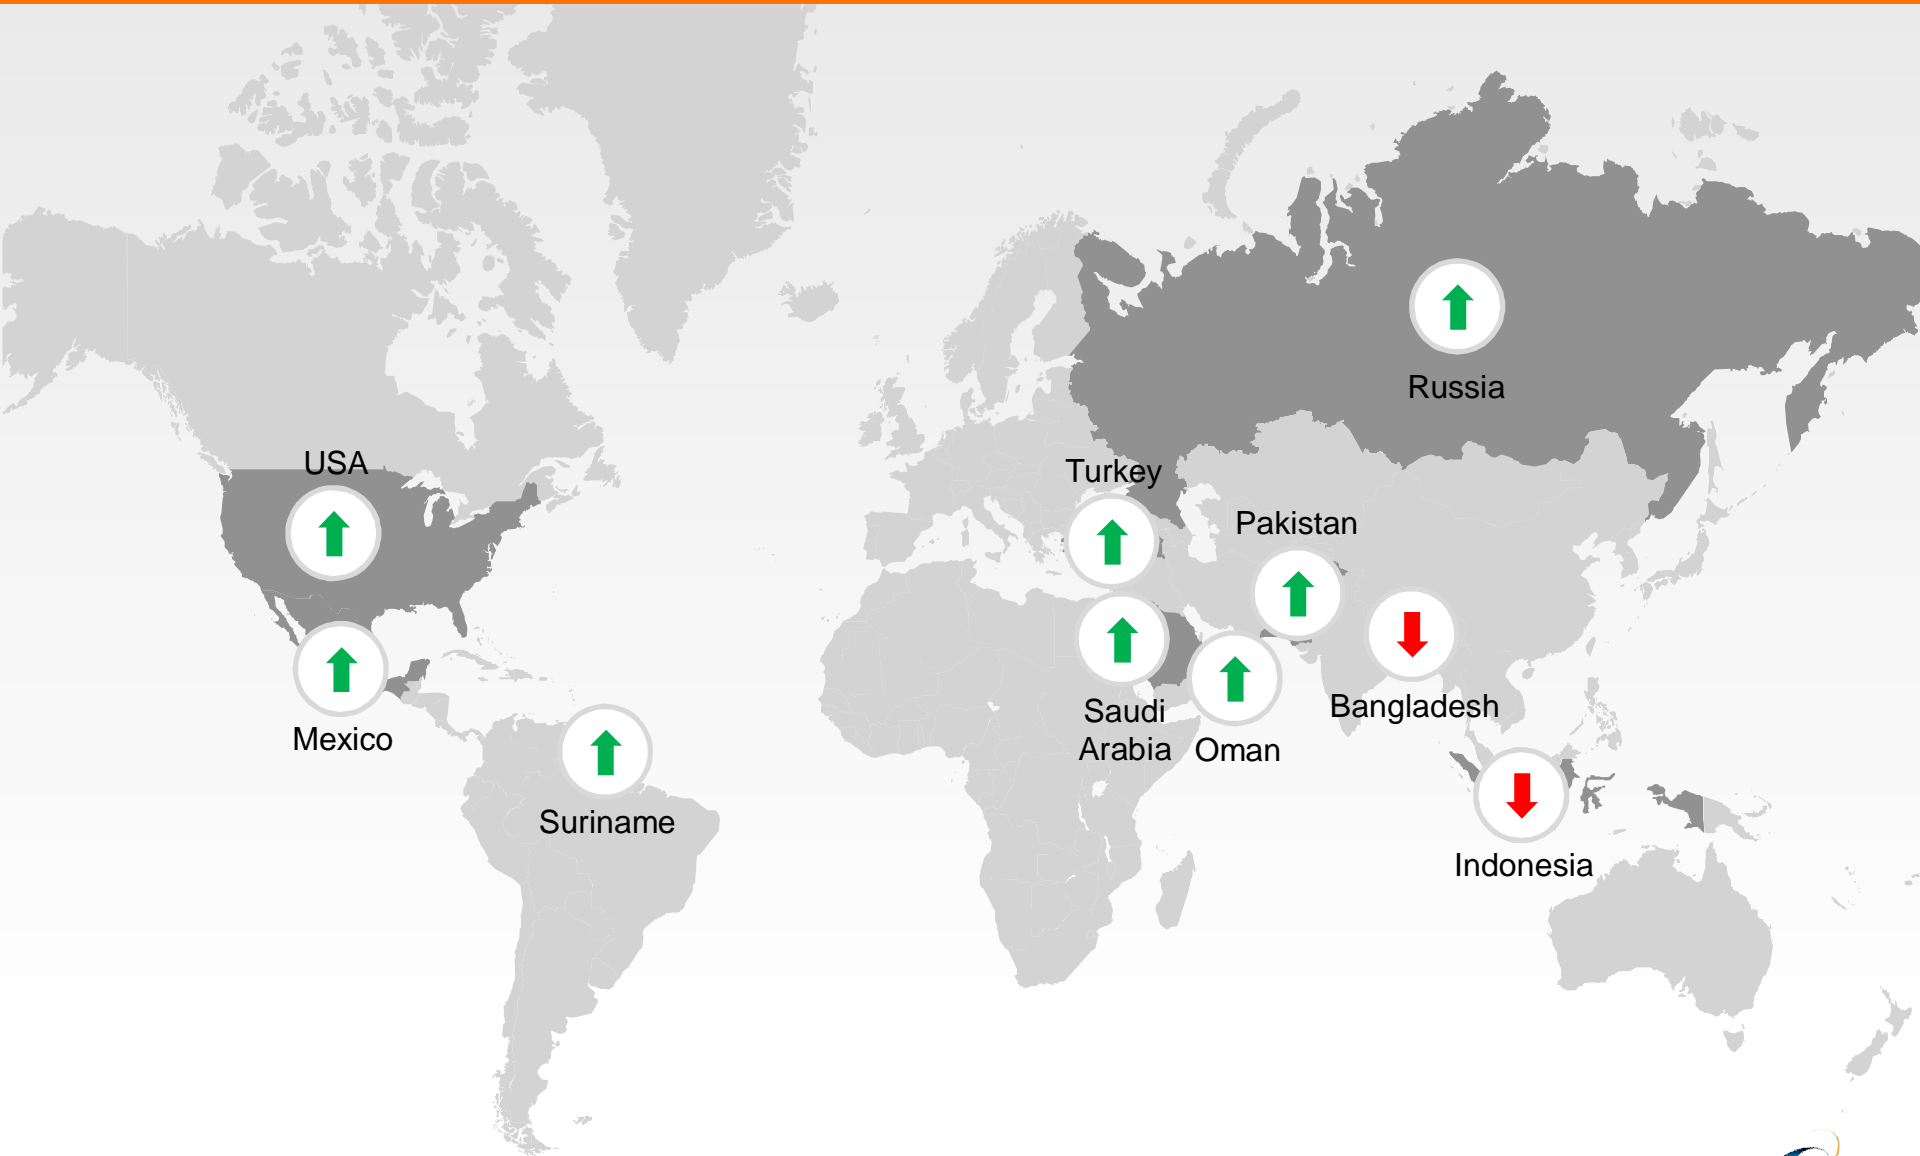 Russia
USA
Turkey
Pakistan
Bangladesh
Saudi
Arabia
Oman
Mexico
Suriname
Indonesia